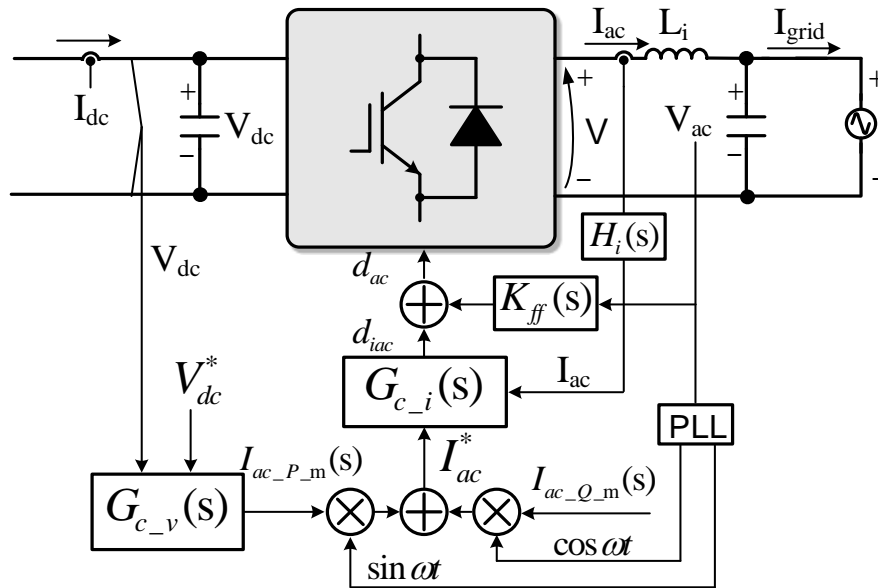 I_ac
L_i
I_grid
I_dc
+
V_dc
−
+
V
−
V_ac
+
−
+
-
H_i(s)
V_dc
d_ac
K_ff(s)
d_iac
V*_dc
G_c_i(s)
I_ac
PLL
I_ac_P_m(s)
I*_ac
I_ac_Q_m(s)
G_c_v(s)
cos ωt
sin ωt